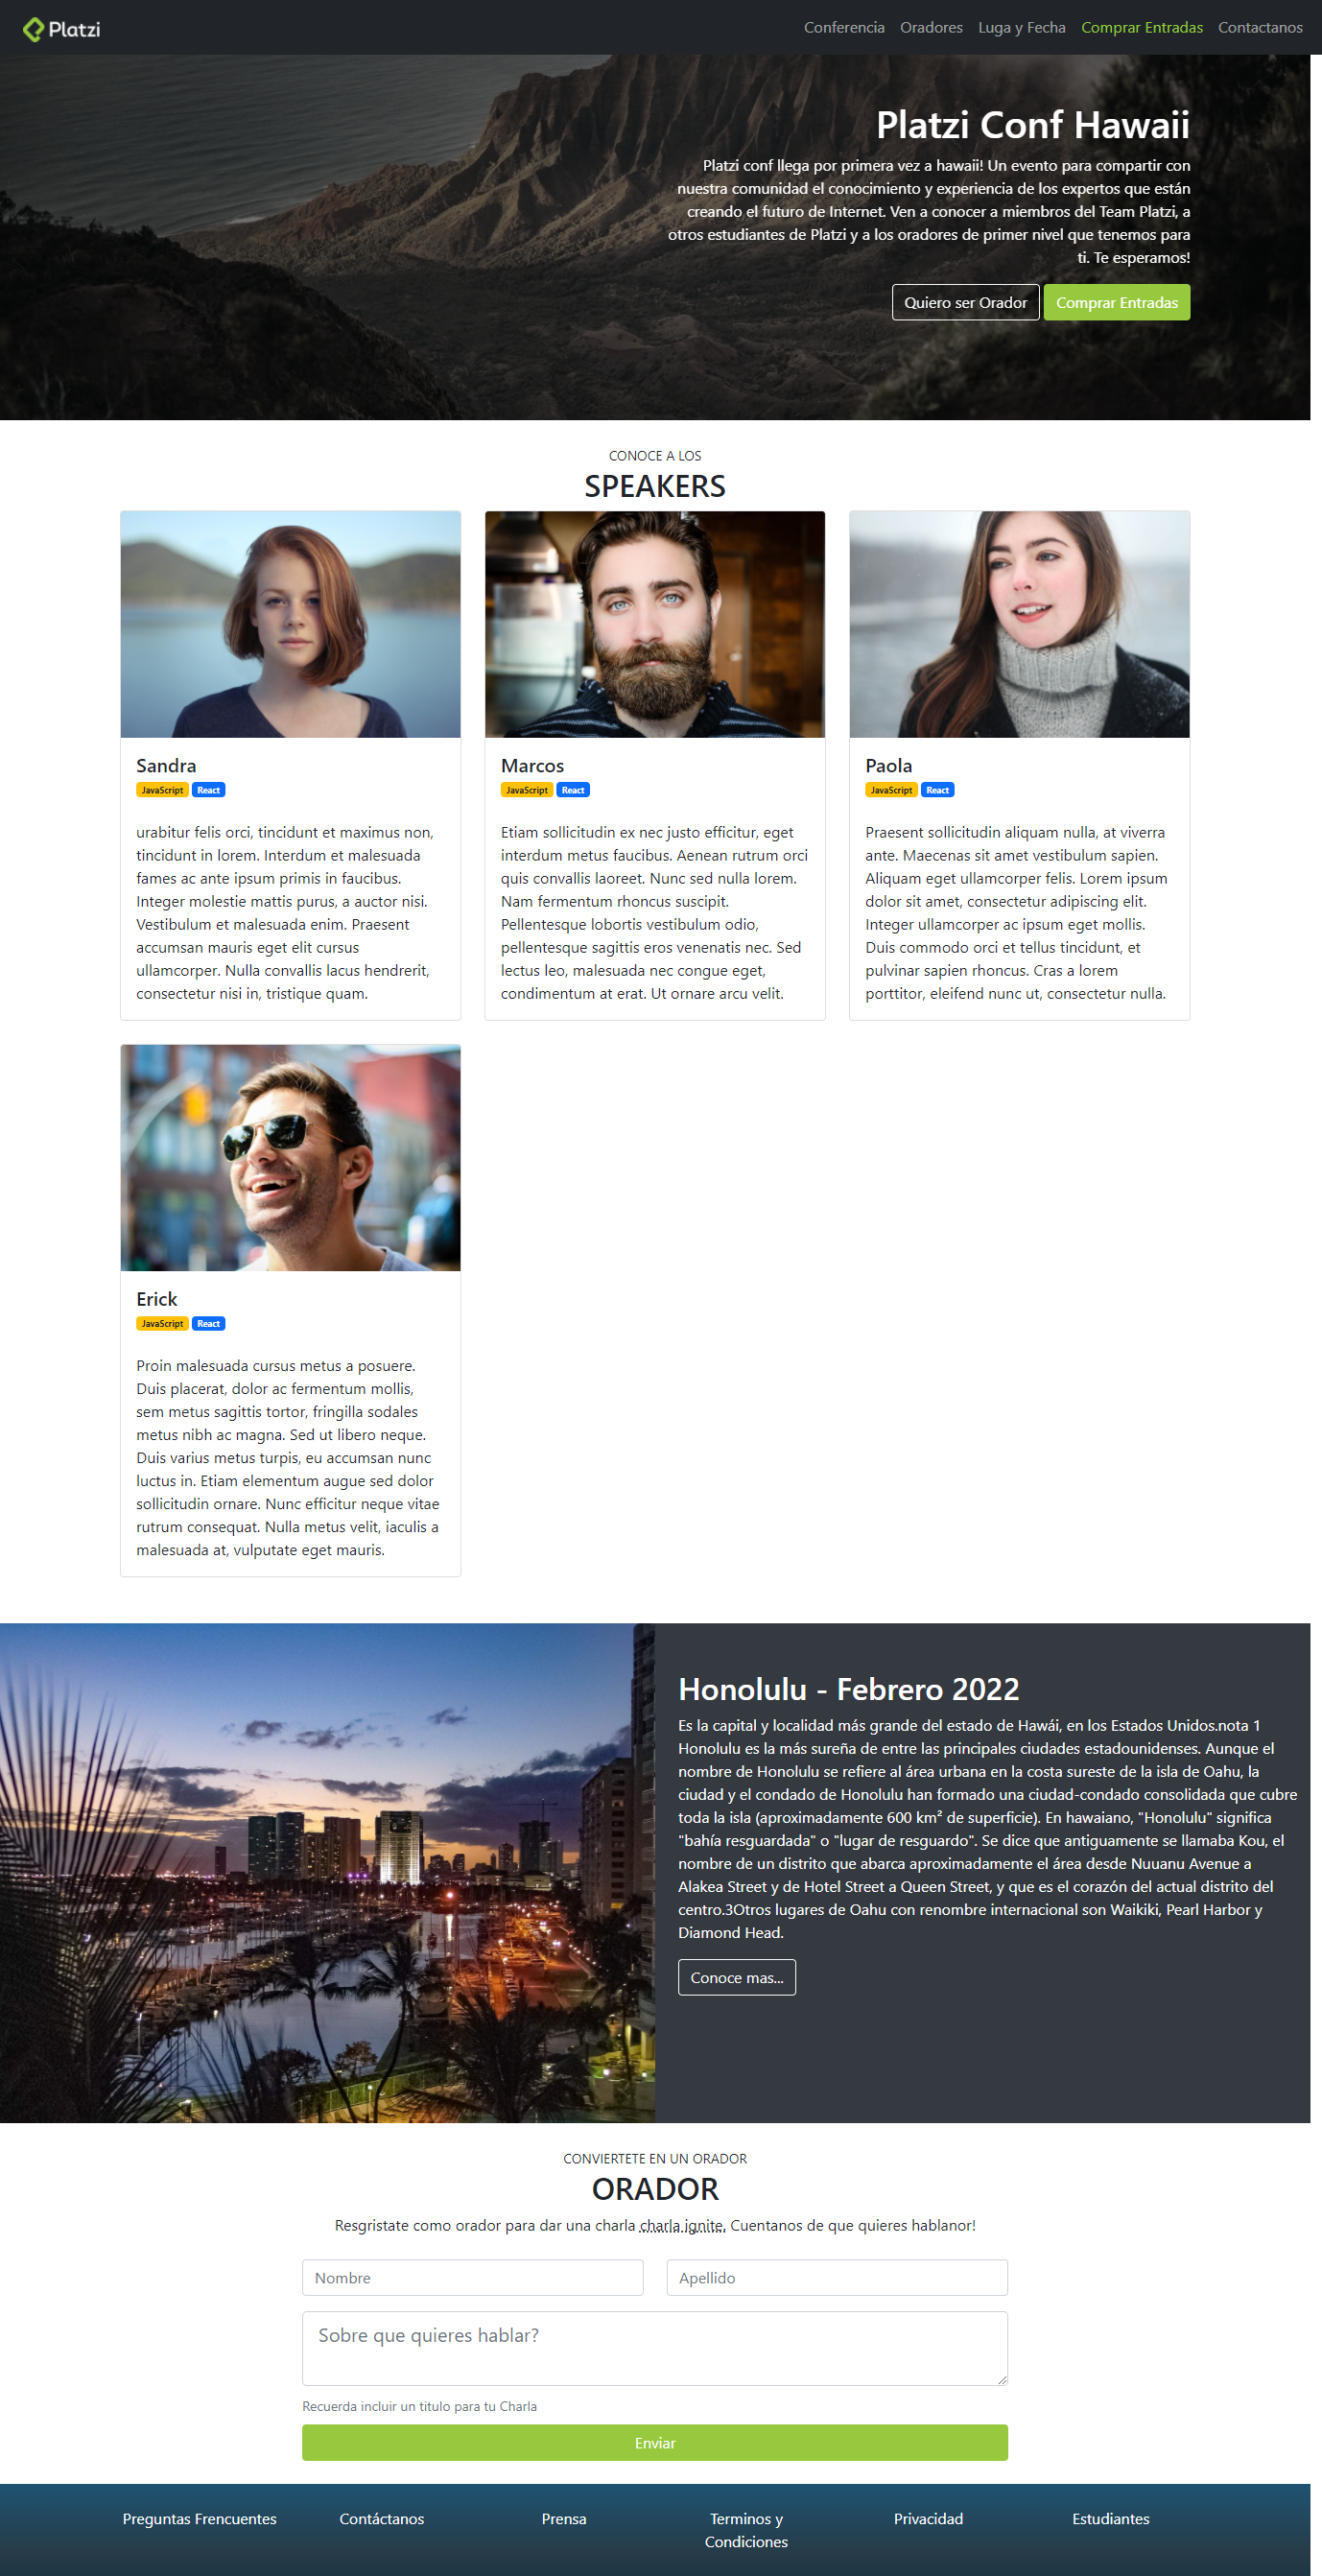 Platzi
Conferencia Oradores Luga y Fecha Comprar Entradas Contactanos
Platzi Conf Hawaii
Platzi conf llega por primera vez a hawaii! Un evento para compartir con
nuestra comunidad el conocimiento y experiencia de los expertos que están
creando el futuro de Internet. Ven a conocer a miembros del Team Platzi, a
otros estudiantes de Platzi y a los oradores de primer nivel que tenemos para
ti. Te esperamos!
Quiero ser Orador
Comprar Entradas
CONOCE A LOS
SPEAKERS
Sandra
JavaScript React
urabitur felis orci, tincidunt et maximus non,
tincidunt in lorem. Interdum et malesuada
fames ac ante ipsum primis in faucibus.
Integer molestie mattis purus, a auctor nisi.
Vestibulum et malesuada enim. Praesent
accumsan mauris eget elit cursus
ullamcorper. Nulla convallis lacus hendrerit,
consectetur nisi in, tristique quam.
Marcos
JavaScript React
Etiam sollicitudin ex nec justo efficitur, eget
interdum metus faucibus. Aenean rutrum orci
quis convallis laoreet. Nunc sed nulla lorem.
Nam fermentum rhoncus suscipit.
Pellentesque lobortis vestibulum odio,
pellentesque sagittis eros venenatis nec. Sed
lectus leo, malesuada nec congue eget,
condimentum at erat. Ut ornare arcu velit.
Paola
JavaScript React
Praesent sollicitudin aliquam nulla, at viverra
ante. Maecenas sit amet vestibulum sapien.
Aliquam eget ullamcorper felis. Lorem ipsum
dolor sit amet, consectetur adipiscing elit.
Integer ullamcorper ac ipsum eget mollis.
Duis commodo orci et tellus tincidunt, et
pulvinar sapien rhoncus. Cras a lorem
porttitor, eleifend nunc ut, consectetur nulla.
Erick
JavaScript React
Proin malesuada cursus metus a posuere.
Duis placerat, dolor ac fermentum mollis,
sem metus sagittis tortor, fringilla sodales
metus nibh ac magna. Sed ut libero neque.
Duis varius metus turpis, eu accumsan nunc
luctus in. Etiam elementum augue sed dolor
sollicitudin ornare. Nunc efficitur neque vitae
rutrum consequat. Nulla metus velit, iaculis a
malesuada at, vulputate eget mauris.
Honolulu - Febrero 2022
Es la capital y localidad más grande del estado de Hawái, en los Estados Unidos.nota 1
Honolulu es la más sureña de entre las principales ciudades estadounidenses. Aunque el
nombre de Honolulu se refiere al área urbana en la costa sureste de la isla de Oahu, la
ciudad y el condado de Honolulu han formado una ciudad-condado consolidada que cubre
toda la isla (aproximadamente 600 km² de superficie). En hawaiano, "Honolulu" significa
"bahía resguardada" o "lugar de resguardo". Se dice que antiguamente se llamaba Kou, el
nombre de un distrito que abarca aproximadamente el área desde Nuuanu Avenue a
Alakea Street y de Hotel Street a Queen Street, y que es el corazón del actual distrito del
centro.3Otros lugares de Oahu con renombre internacional son Waikiki, Pearl Harbor y
Diamond Head.
Conoce mas...
CONVIERTETE EN UN ORADOR
ORADOR
Resgristate como orador para dar una charla charla ignite. Cuentanos de que quieres hablanor!
Nombre
Apellido
Sobre que quieres hablar?
Recuerda incluir un titulo para tu Charla
Enviar
Preguntas Frencuentes
Contáctanos
Prensa
Terminos y
Condiciones
Privacidad
Estudiantes